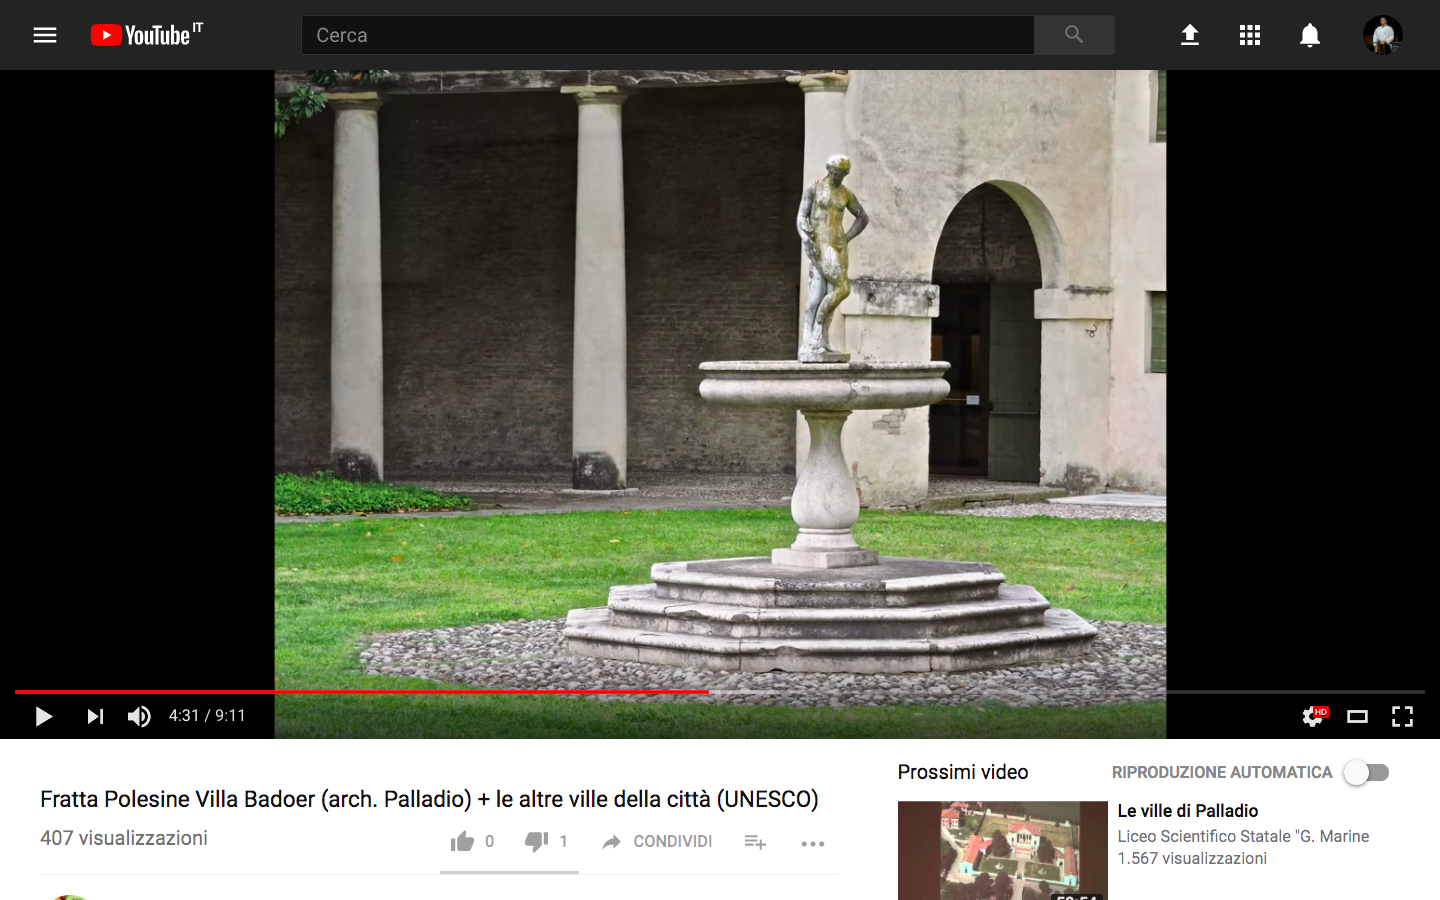 YouTube IT
Cerca
4:31 / 9:11
HD
Fratta Polesine Villa Badoer (arch. Palladio) + le altre ville della città (UNESCO)
407 visualizzazioni
0
1
CONDIVIDI
Prossimi video
RIPRODUZIONE AUTOMATICA
Le ville di Palladio
Liceo Scientifico Statale "G. Marine
1.567 visualizzazioni